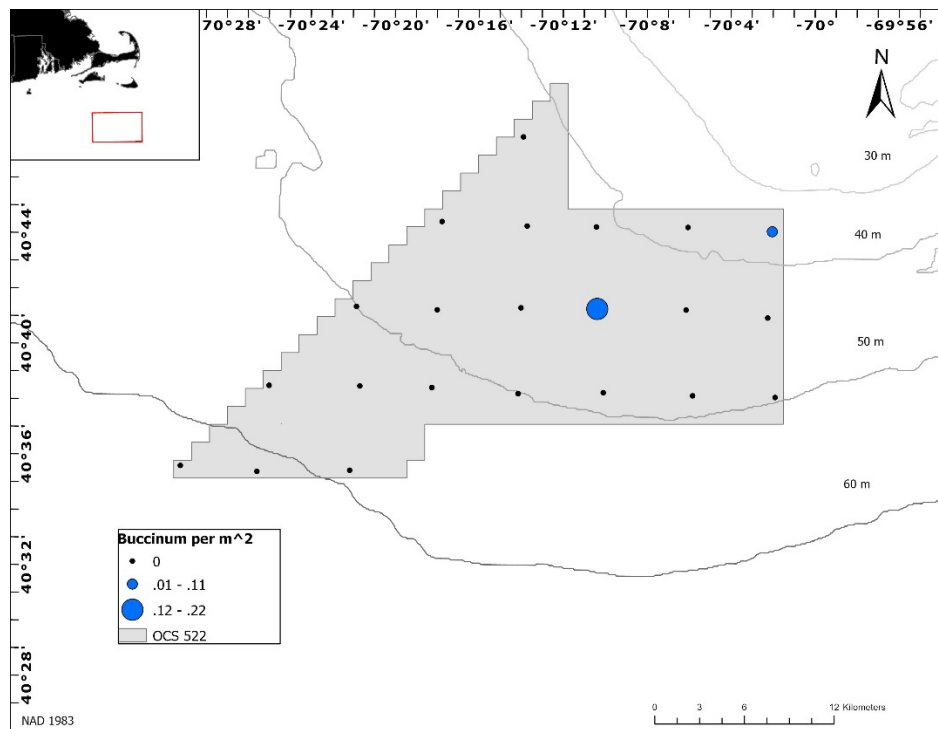 -70°28' -70°24' -70°20' -70°16' -70°12' -70°8' -70°4' -70° -69°56'
N
30 m
40°44'
40 m
40°40'
50 m
40°36'
60 m
Buccinum per m^2
0
.01 - .11
.12 - .22
OCS 522
40°32'
40°28'
NAD 1983
0 3 6 12 Kilometers